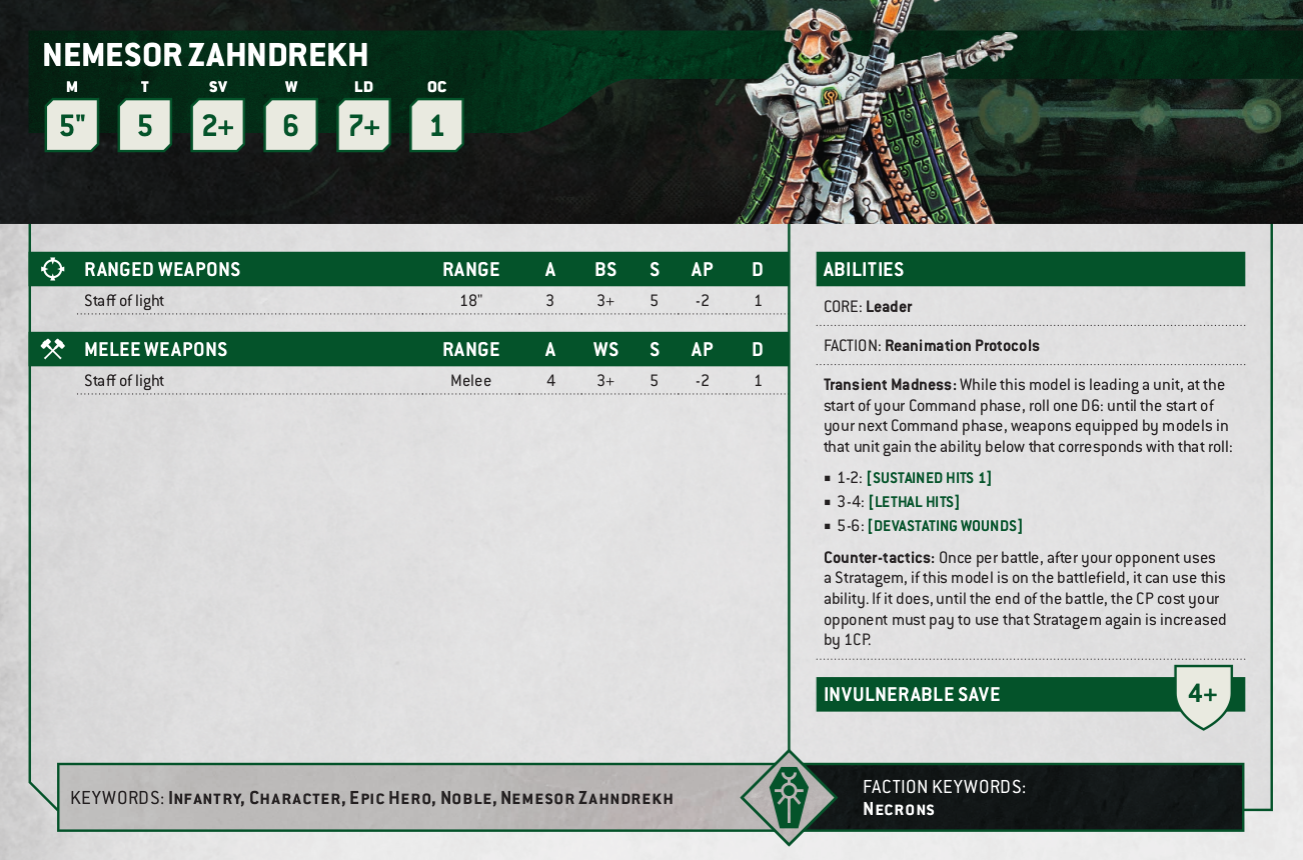 NEMESOR ZAHNDREKH
M T SV W LD OC
5" 5 2+ 6 7+ 1
RANGED WEAPONS RANGE A BS S AP D
Staff of light 18" 3 3+ 5 -2 1
MELEE WEAPONS RANGE A WS S AP D
Staff of light Melee 4 3+ 5 -2 1
ABILITIES
CORE: Leader
FACTION: Reanimation Protocols
Transient Madness: While this model is leading a unit, at the
start of your Command phase, roll one D6: until the start of
your next Command phase, weapons equipped by models in
that unit gain the ability below that corresponds with that roll:
▪ 1-2: [SUSTAINED HITS 1]
▪ 3-4: [LETHAL HITS]
▪ 5-6: [DEVASTATING WOUNDS]
Counter-tactics: Once per battle, after your opponent uses
a Stratagem, if this model is on the battlefield, it can use this
ability. If it does, until the end of the battle, the CP cost your
opponent must pay to use that Stratagem again is increased
by 1CP.
INVULNERABLE SAVE 4+
KEYWORDS: INFANTRY, CHARACTER, EPIC HERO, NOBLE, NEMESOR ZAHNDREKH
FACTION KEYWORDS:
NECRONS